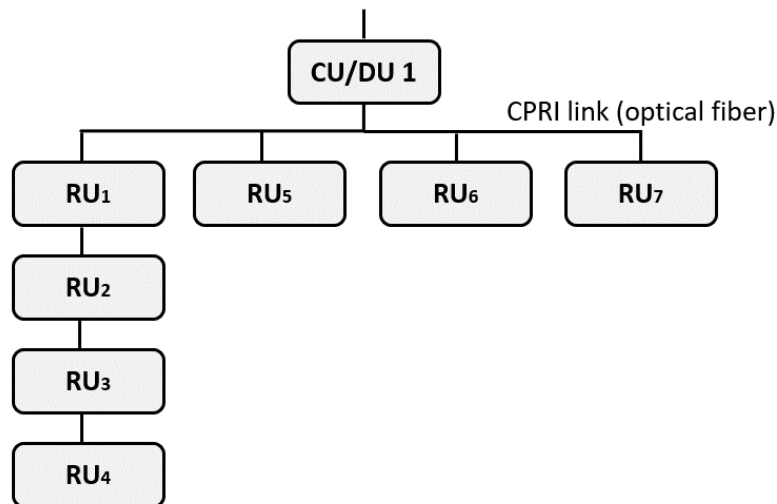 CU/DU 1
CPRI link (optical fiber)
RU1
RU5
RU6
RU7
RU2
RU3
RU4